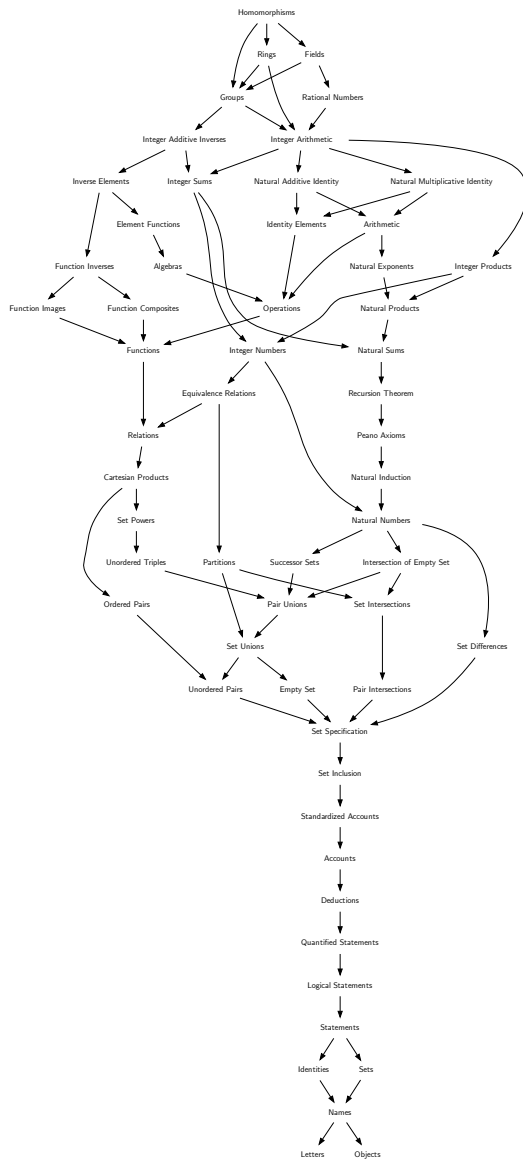 Homomorphisms
Rings Fields
Groups Rational Numbers
Integer Additive Inverses Integer Arithmetic
Inverse Elements Integer Sums Natural Additive Identity Natural Multiplicative Identity
Element Functions Identity Elements Arithmetic
Function Inverses Algebras Natural Exponents Integer Products
Function Images Function Composites Operations Natural Products
Functions Integer Numbers Natural Sums
Equivalence Relations Recursion Theorem
Relations Peano Axioms
Cartesian Products Natural Induction
Set Powers Natural Numbers
Unordered Triples Partitions Successor Sets Intersection of Empty Set
Ordered Pairs Pair Unions Set Intersections
Set Unions Set Differences
Unordered Pairs Empty Set Pair Intersections
Set Specification
Set Inclusion
Standardized Accounts
Accounts
Deductions
Quantified Statements
Logical Statements
Statements
Identities Sets
Names
Letters Objects